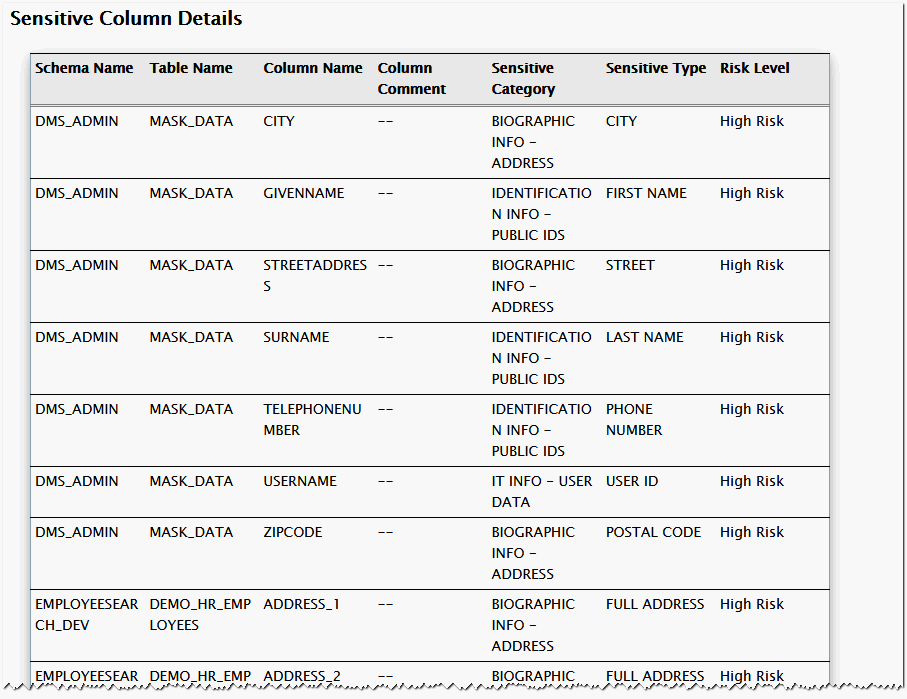 Sensitive Column Details
Schema Name Table Name Column Name Column Comment Sensitive Category Sensitive Type Risk Level
DMS_ADMIN MASK_DATA CITY -- BIOGRAPHIC INFO - ADDRESS CITY High Risk
DMS_ADMIN MASK_DATA GIVENNAME -- IDENTIFICATION INFO - PUBLIC IDS FIRST NAME High Risk
DMS_ADMIN MASK_DATA STREETADDRESS -- BIOGRAPHIC INFO - ADDRESS STREET High Risk
DMS_ADMIN MASK_DATA SURNAME -- IDENTIFICATION INFO - PUBLIC IDS LAST NAME High Risk
DMS_ADMIN MASK_DATA TELEPHONENUMBER -- IDENTIFICATION INFO - PUBLIC IDS PHONE NUMBER High Risk
DMS_ADMIN MASK_DATA USERNAME -- IT INFO - USER DATA USER ID High Risk
DMS_ADMIN MASK_DATA ZIPCODE -- BIOGRAPHIC INFO - ADDRESS POSTAL CODE High Risk
EMPLOYEESEARCH_DEV DEMO_HR_EMPLOYEES ADDRESS_1 -- BIOGRAPHIC INFO - ADDRESS FULL ADDRESS High Risk
EMPLOYEESEAR DEMO_HR_EMP ADDRESS_2 -- BIOGRAPHIC FULL ADDRESS High Risk